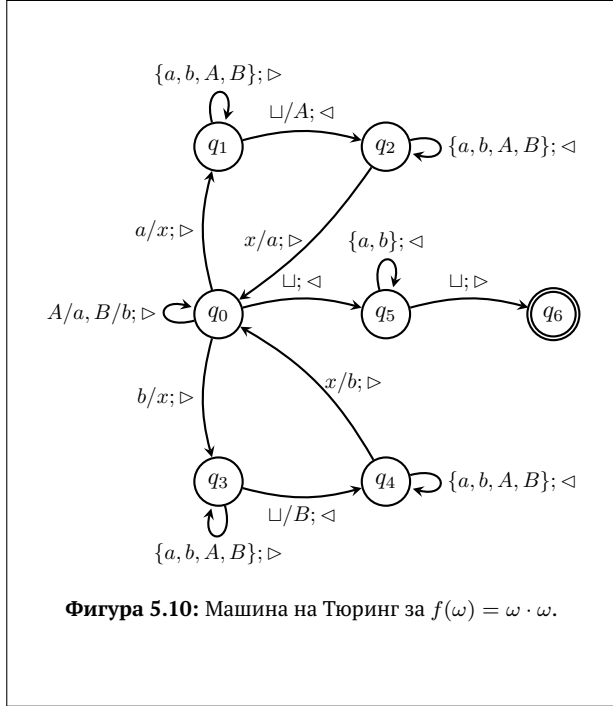 {a, b, A, B}; ▷
⊔/A; ◁
q₁
q₂
{a, b, A, B}; ◁
a/x; ▷
x/a; ▷
{a, b}; ◁
A/a, B/b; ▷
q₀
⊔; ◁
q₅
⊔; ▷
q₆
b/x; ▷
x/b; ▷
q₃
q₄
{a, b, A, B}; ◁
⊔/B; ◁
{a, b, A, B}; ▷
Фигура 5.10: Машина на Тюринг за f(ω) = ω · ω.